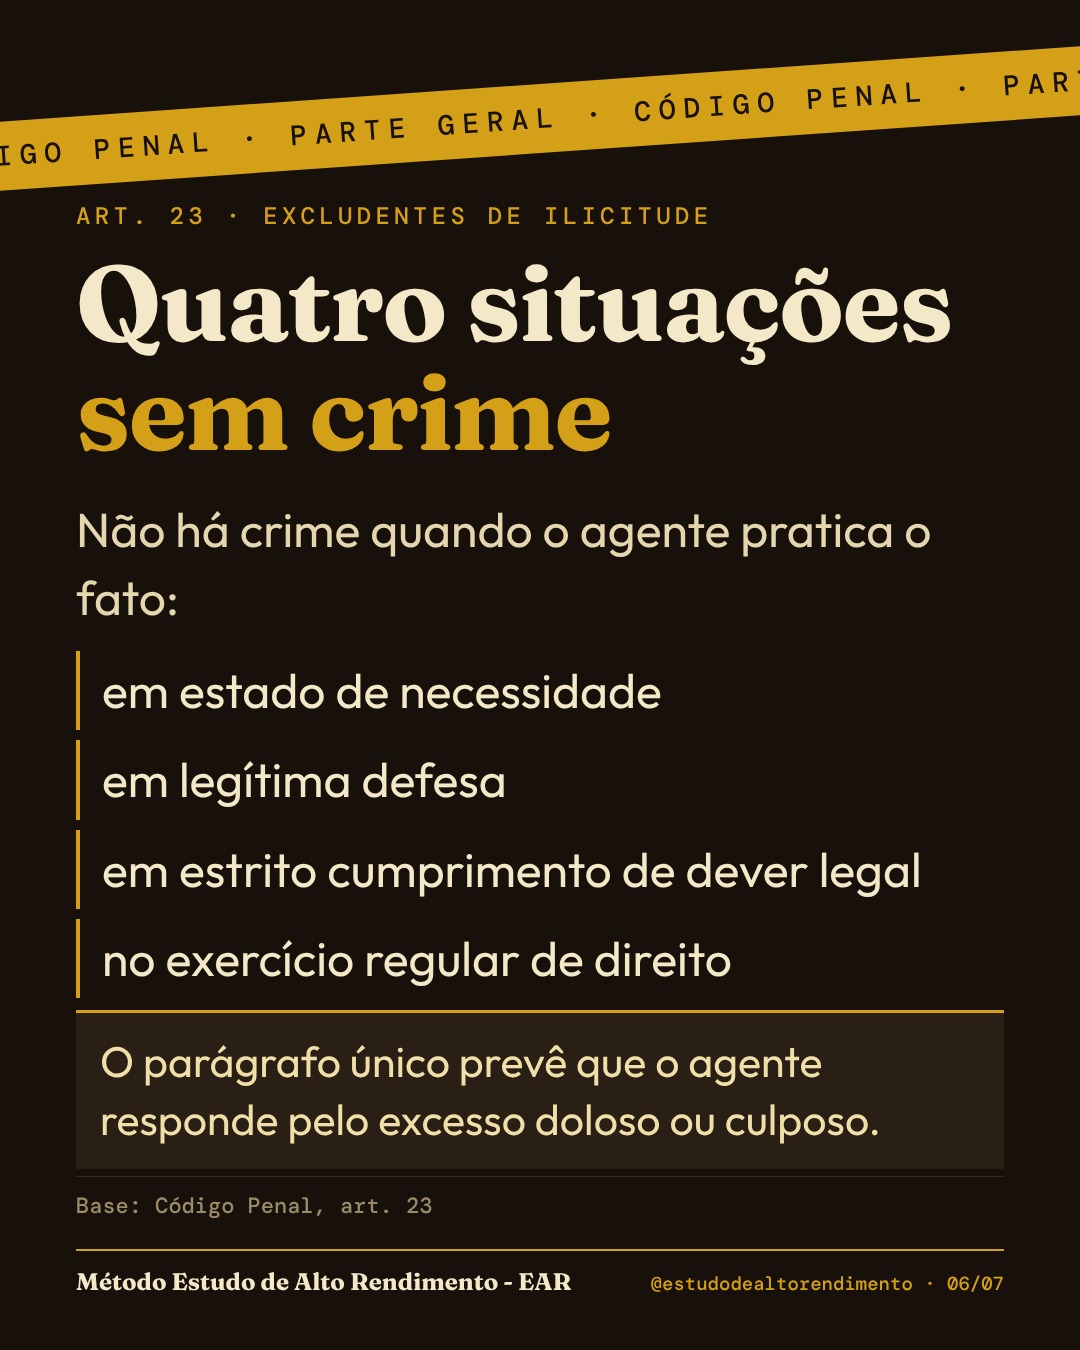 IGO PENAL · PARTE GERAL · CÓDIGO PENAL · PART
ART. 23 · EXCLUDENTES DE ILICITUDE
Quatro situações
sem crime
Não há crime quando o agente pratica o
fato:
em estado de necessidade
em legítima defesa
em estrito cumprimento de dever legal
no exercício regular de direito
O parágrafo único prevê que o agente
responde pelo excesso doloso ou culposo.
Base: Código Penal, art. 23
Método Estudo de Alto Rendimento - EAR
@estudodealtorendimento · 06/07